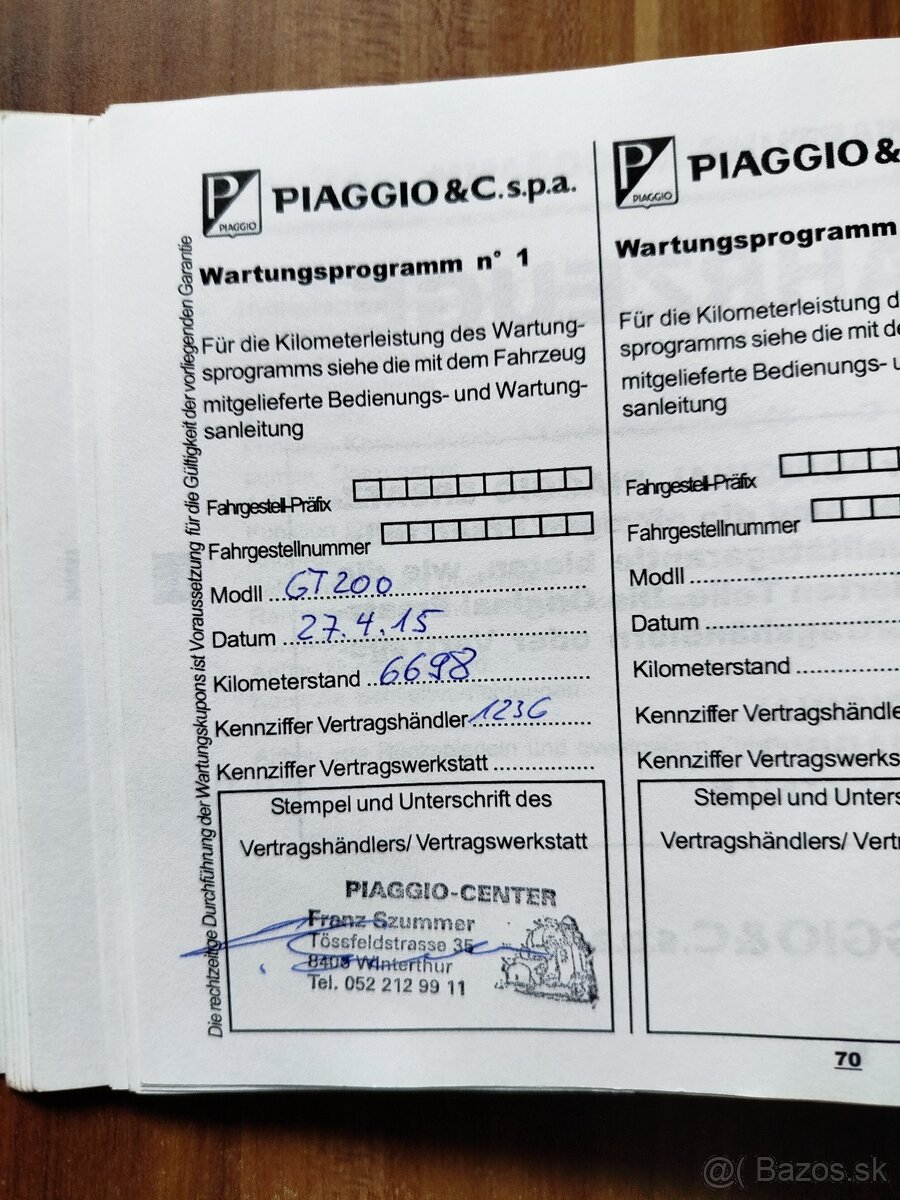 PIAGGIO
PIAGGIO & C. s.p.a.
Wartungsprogramm n° 1
Für die Kilometerleistung des Wartung-
sprogramms siehe die mit dem Fahrzeug
mitgelieferte Bedienungs- und Wartung-
sanleitung
Fahrgestell-Präfix
Fahrgestellnummer
Modll GT200
Datum 27.4.15
Kilometerstand 6698
Kennziffer Vertragshändler
Kennziffer Vertragswerkstatt
Stempel und Unterschrift des
Vertragshändlers/ Vertragswerkstatt
PIAGGIO-CENTER
Franz Szummer
Tössfeldstrasse 35
Winterthur
Tel. 052 212 99 11
Die rechtzeitige Durchführung der Wartungskupons ist Voraussetzung für die Gültigkeit der vorliegenden Garantie
PIAGGIO
PIAGGIO &
Wartungsprogramm
Für die Kilometerleistung d
sprogramms siehe die mit de
mitgelieferte Bedienungs- u
sanleitung
Fahrgestell-Präfix
Fahrgestellnummer
Modll
Datum
Kilometerstand
Kennziffer Vertragshändle
Kennziffer Vertragswerks
Stempel und Unters
Vertragshändlers/ Vertr
70
@( Bazos.sk